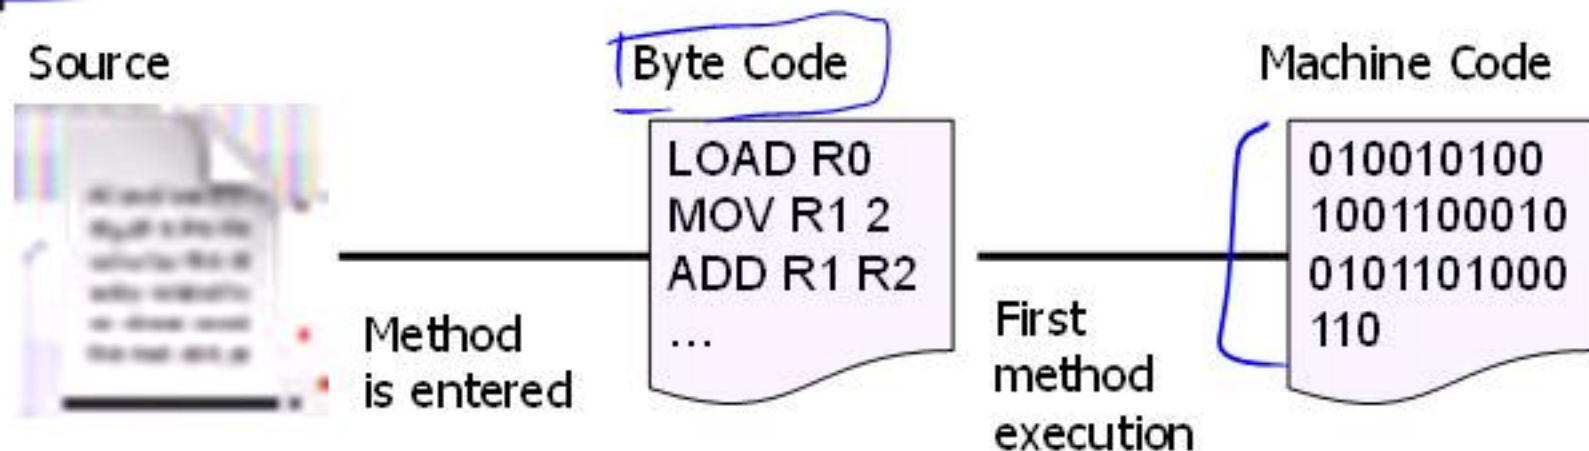 Source
Method
is entered
Byte Code
LOAD R0
MOV R1 2
ADD R1 R2
...
First
method
execution
Machine Code
010010100
1001100010
0101101000
110